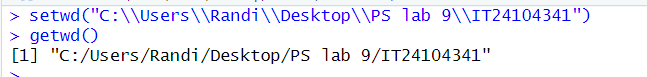 > setwd("C:\\Users\\Randi\\Desktop\\PS lab 9\\IT24104341")
> getwd()
[1] "C:/Users/Randi/Desktop/PS lab 9/IT24104341"
>